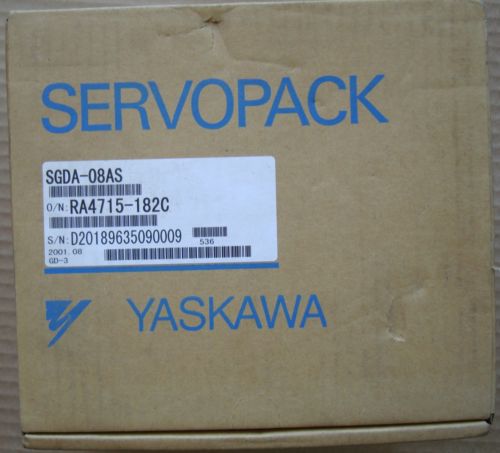 SERVOPACK
SGDA-08AS
O/N: RA4715-182C
S/N: D20189635090009
536
2001.08
GD-3
YASKAWA